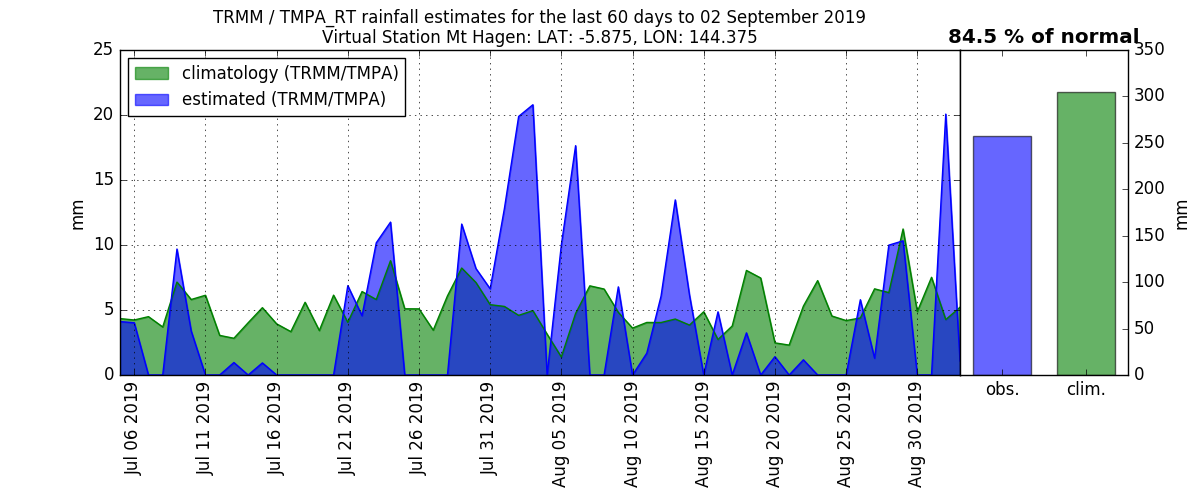 TRMM / TMPA_RT rainfall estimates for the last 60 days to 02 September 2019
Virtual Station Mt Hagen: LAT: -5.875, LON: 144.375
84.5 % of normal
climatology (TRMM/TMPA)
estimated (TRMM/TMPA)
25
20
15
10
5
0
mm
Jul 06 2019
Jul 11 2019
Jul 16 2019
Jul 21 2019
Jul 26 2019
Jul 31 2019
Aug 05 2019
Aug 10 2019
Aug 15 2019
Aug 20 2019
Aug 25 2019
Aug 30 2019
obs.
clim.
350
300
250
200
150
100
50
0
mm